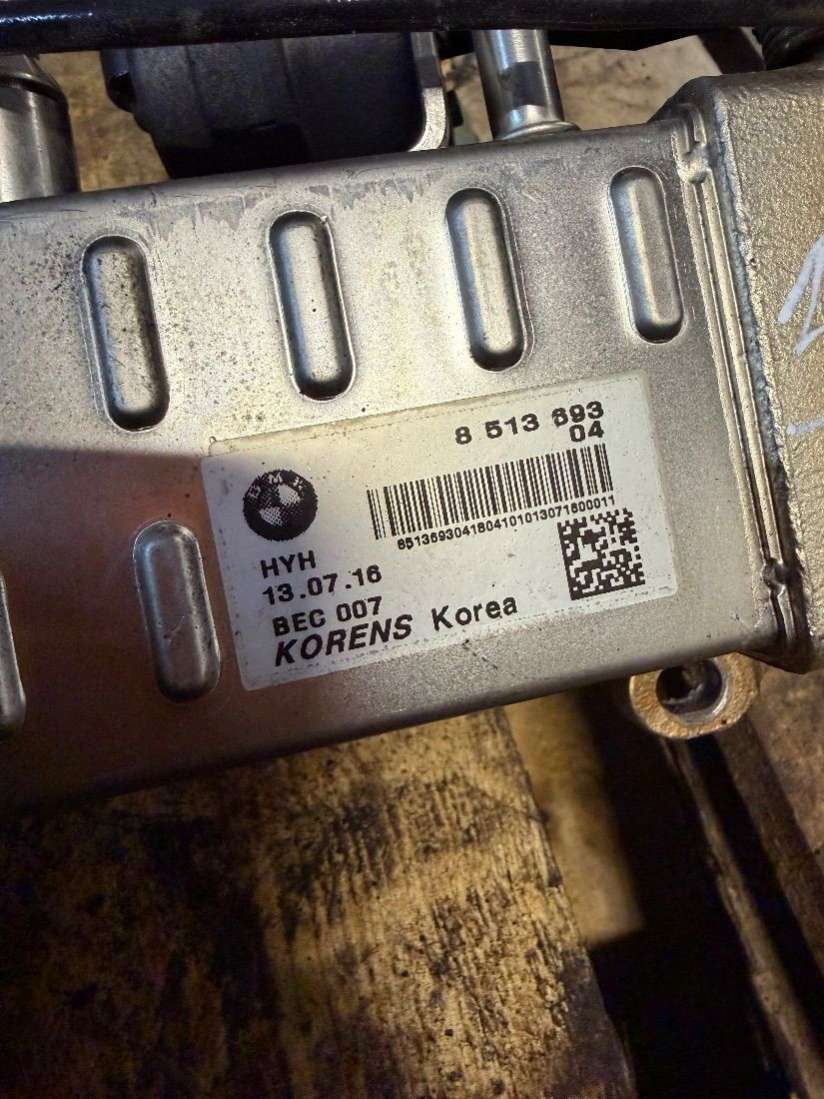 8 513 693
04
BMW
8513693041804101013071600011
HYH
13.07.16
BEC 007
KORENS Korea